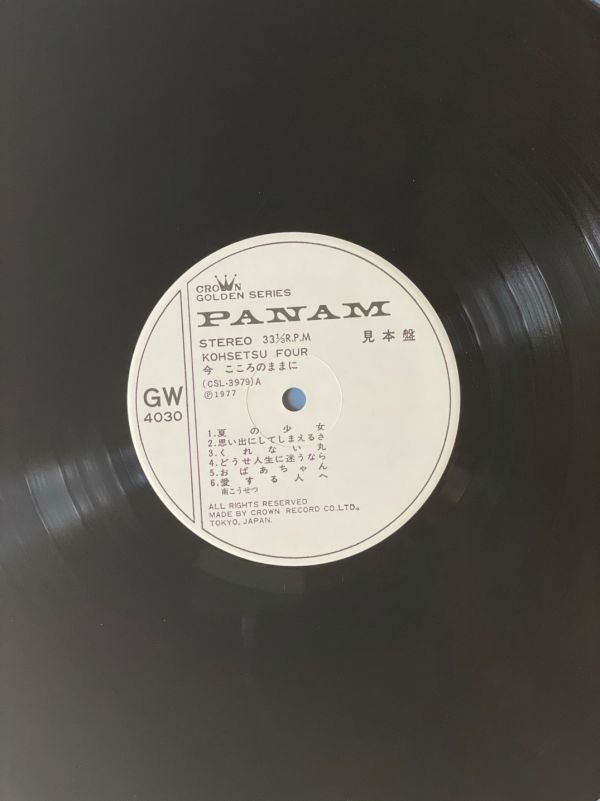 CROWN
GOLDEN SERIES
PANAM
STEREO 33⅓R.P.M 見本盤
KOHSETSU FOUR
今 こころのままに
(CSL-3979)A
Ⓟ1977
GW
4030
1.夏の少女
2.思い出にしてしまえるさ
3.くれない丸
4.どうせ人生に迷うなら
5.おばあちゃん
6.愛する人へ
南こうせつ
ALL RIGHTS RESERVED
MADE BY CROWN RECORD CO.LTD.,
TOKYO, JAPAN.